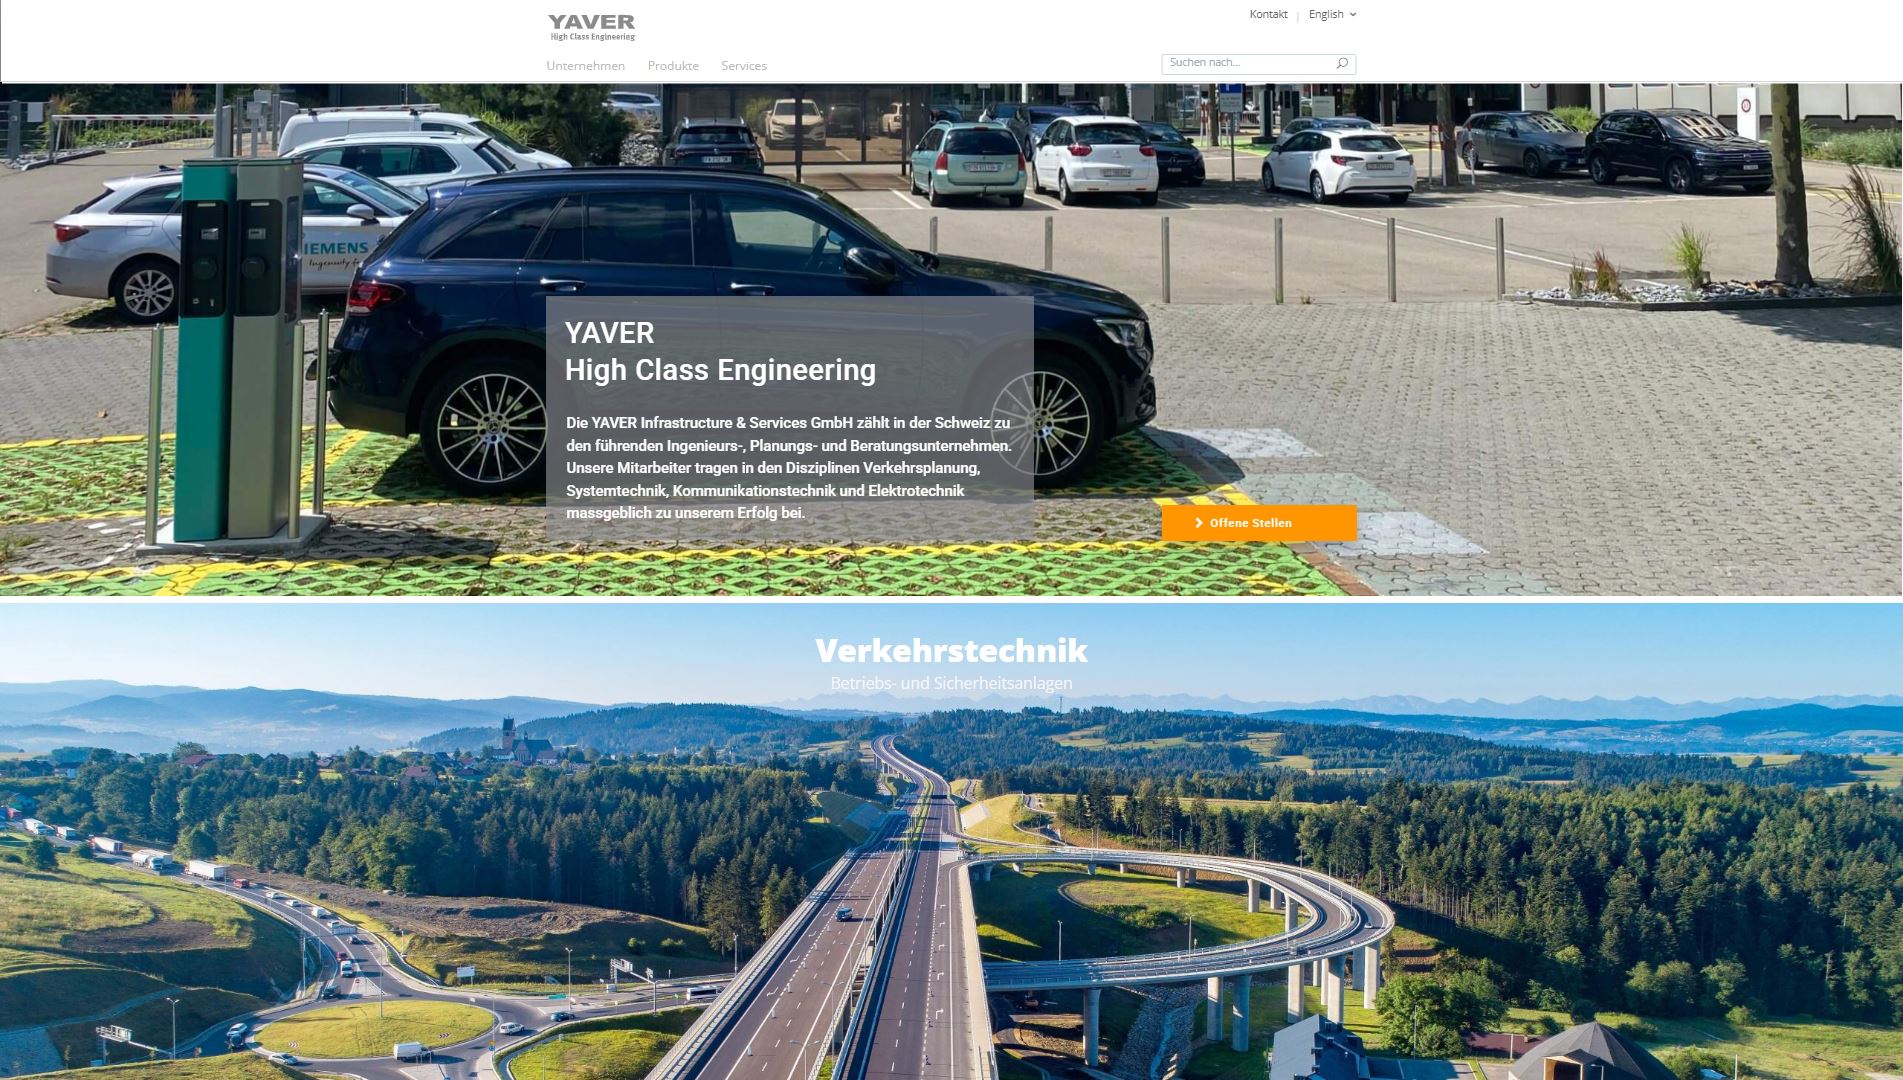 YAVER
High Class Engineering
Kontakt
English
Unternehmen
Produkte
Services
Suchen nach...
IEMENS
YAVER
High Class Engineering
Die YAVER Infrastructure & Services GmbH zählt in der Schweiz zu
den führenden Ingenieurs-, Planungs- und Beratungsunternehmen.
Unsere Mitarbeiter tragen in den Disziplinen Verkehrsplanung,
Systemtechnik, Kommunikationstechnik und Elektrotechnik
massgeblich zu unserem Erfolg bei.
Offene Stellen
Verkehrstechnik
Betriebs- und Sicherheitsanlagen